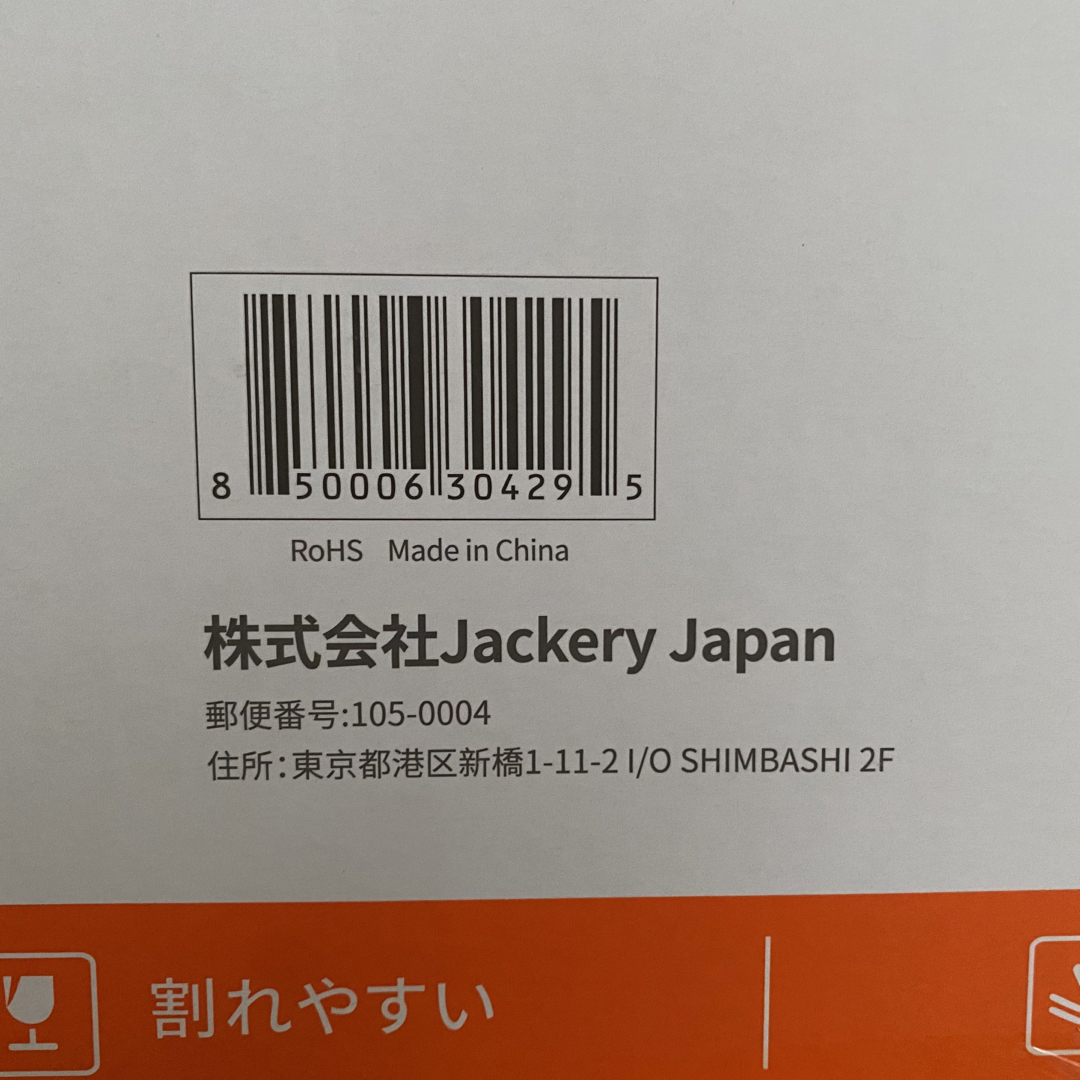 8 50006 30429 5
RoHS Made in China
株式会社Jackery Japan
郵便番号:105-0004
住所:東京都港区新橋1-11-2 I/O SHIMBASHI 2F
割れやすい